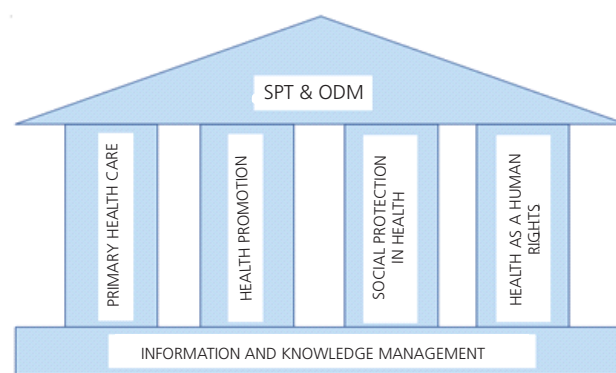 SPT & ODM
PRIMARY HEALTH CARE
HEALTH PROMOTION
SOCIAL PROTECTION
IN HEALTH
HEALTH AS A HUMAN
RIGHTS
INFORMATION AND KNOWLEDGE MANAGEMENT